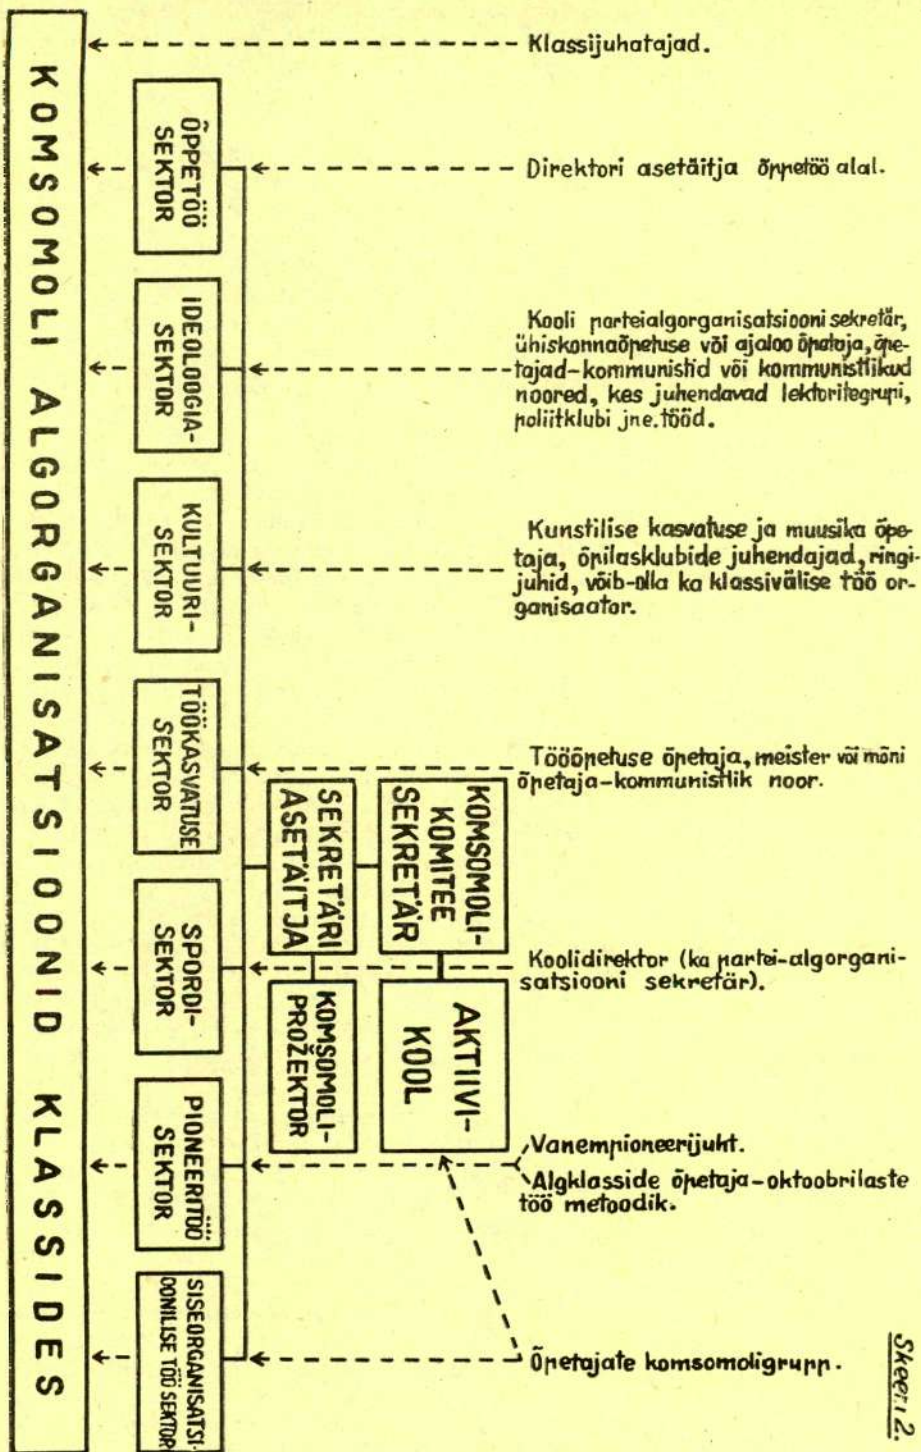 Skeem 2.
KOMSOMOLI ALGORGANISATSIOONID KLASSIDES
ÕPPETÖÖ
SEKTOR
IDEOLOOGIA-
SEKTOR
KULTUURI-
SEKTOR
TÖÖKASVATUSE
SEKTOR
SPORDI-
SEKTOR
PIONEERITÖÖ
SEKTOR
SISEORGANISATSI-
OONILISE TÖÖ SEKTOR
SEKRETÄRI
ASETÄITJA
KOMSOMOLI-
PROŽEKTOR
KOMSOMOLI-
KOMITEE
SEKRETÄR
AKTIIVI-
KOOL
Klassijuhatajad.
Direktori asetäitja õppetöö alal.
Kooli parteialgorganisatsiooni sekretär,
ühiskonnaõpetuse või ajaloo õpetaja, õpe-
tajad-kommunistid või kommunistlikud
noored, kes juhendavad lektoritegrupi,
poliitklubi jne. tööd.
Kunstilise kasvatuse ja muusika õpe-
taja, õpilasklubide juhendajad, ringi-
juhid, võib-olla ka klassivälise töö or-
ganisaator.
Tööõpetuse õpetaja, meister või mõni
õpetaja-kommunistlik noor.
Koolidirektor (ka partei-algorgani-
satsiooni sekretär).
Vanempioneerijuht.
Algklasside õpetaja-oktoobrilaste
töö metoodik.
Õpetajate komsomoligrupp.